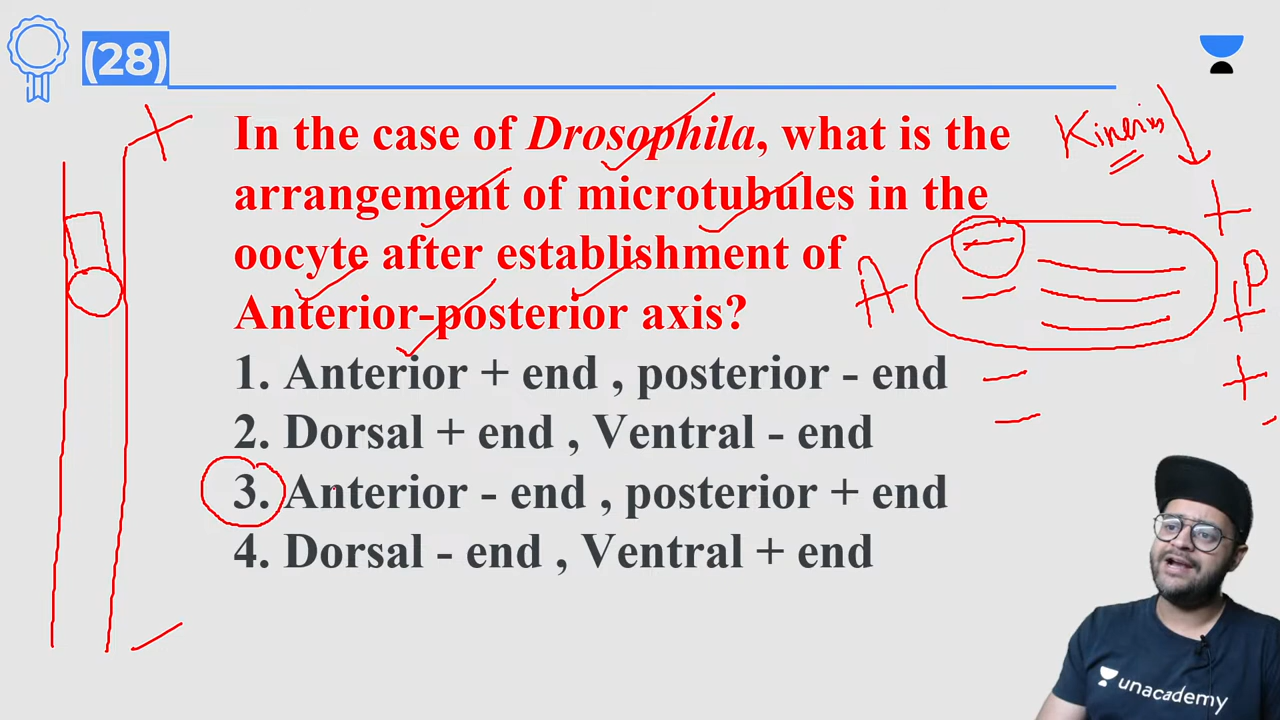 (28)
In the case of Drosophila, what is the
arrangement of microtubules in the
oocyte after establishment of
Anterior-posterior axis?
1. Anterior + end , posterior - end
2. Dorsal + end , Ventral - end
3. Anterior - end , posterior + end
4. Dorsal - end , Ventral + end
+
-
Kinesin
+
A
P
+
-
+
-
unacademy